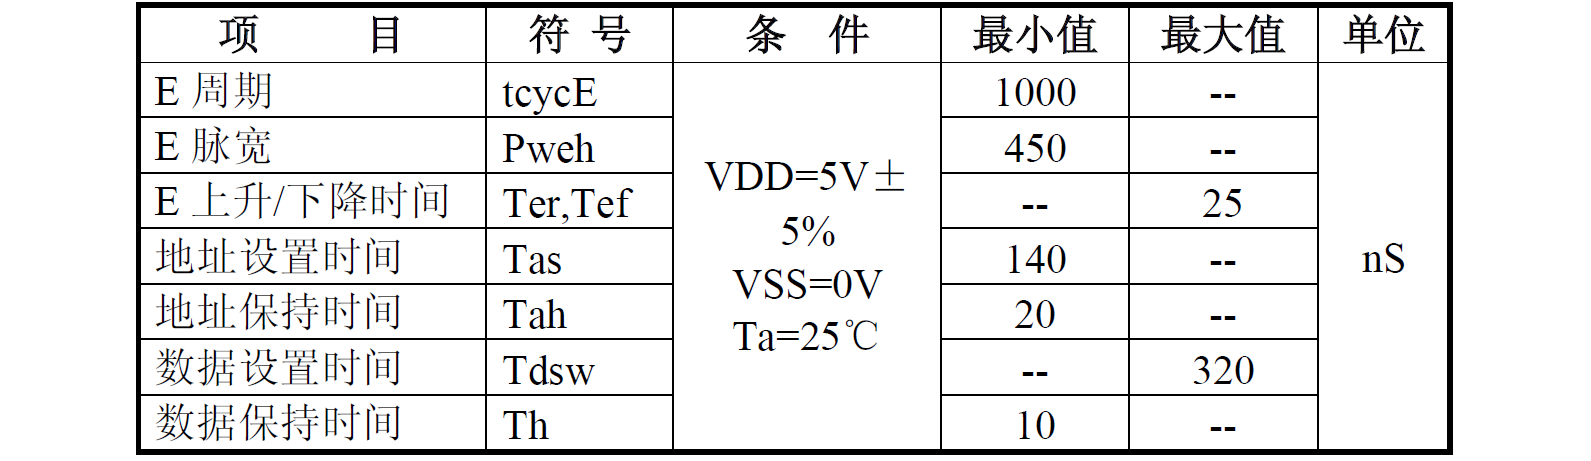 项 目 符 号 条 件 最小值 最大值 单位
E 周期 tcycE 1000 --
E 脉宽 Pweh 450 --
E 上升/下降时间 Ter,Tef -- 25
地址设置时间 Tas 140 --
地址保持时间 Tah 20 --
数据设置时间 Tdsw -- 320
数据保持时间 Th 10 --
VDD=5V±
5%
VSS=0V
Ta=25℃
nS